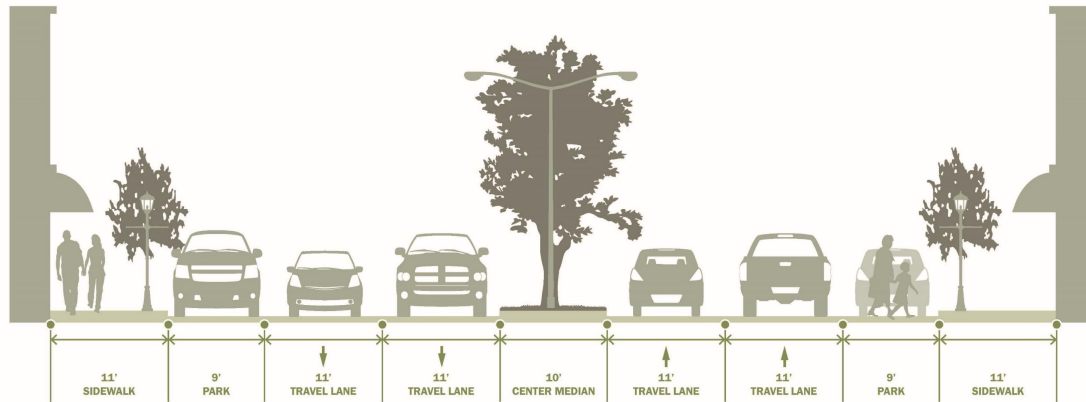 11'
SIDEWALK
9'
PARK
11'
TRAVEL LANE
11'
TRAVEL LANE
10'
CENTER MEDIAN
11'
TRAVEL LANE
11'
TRAVEL LANE
9'
PARK
11'
SIDEWALK